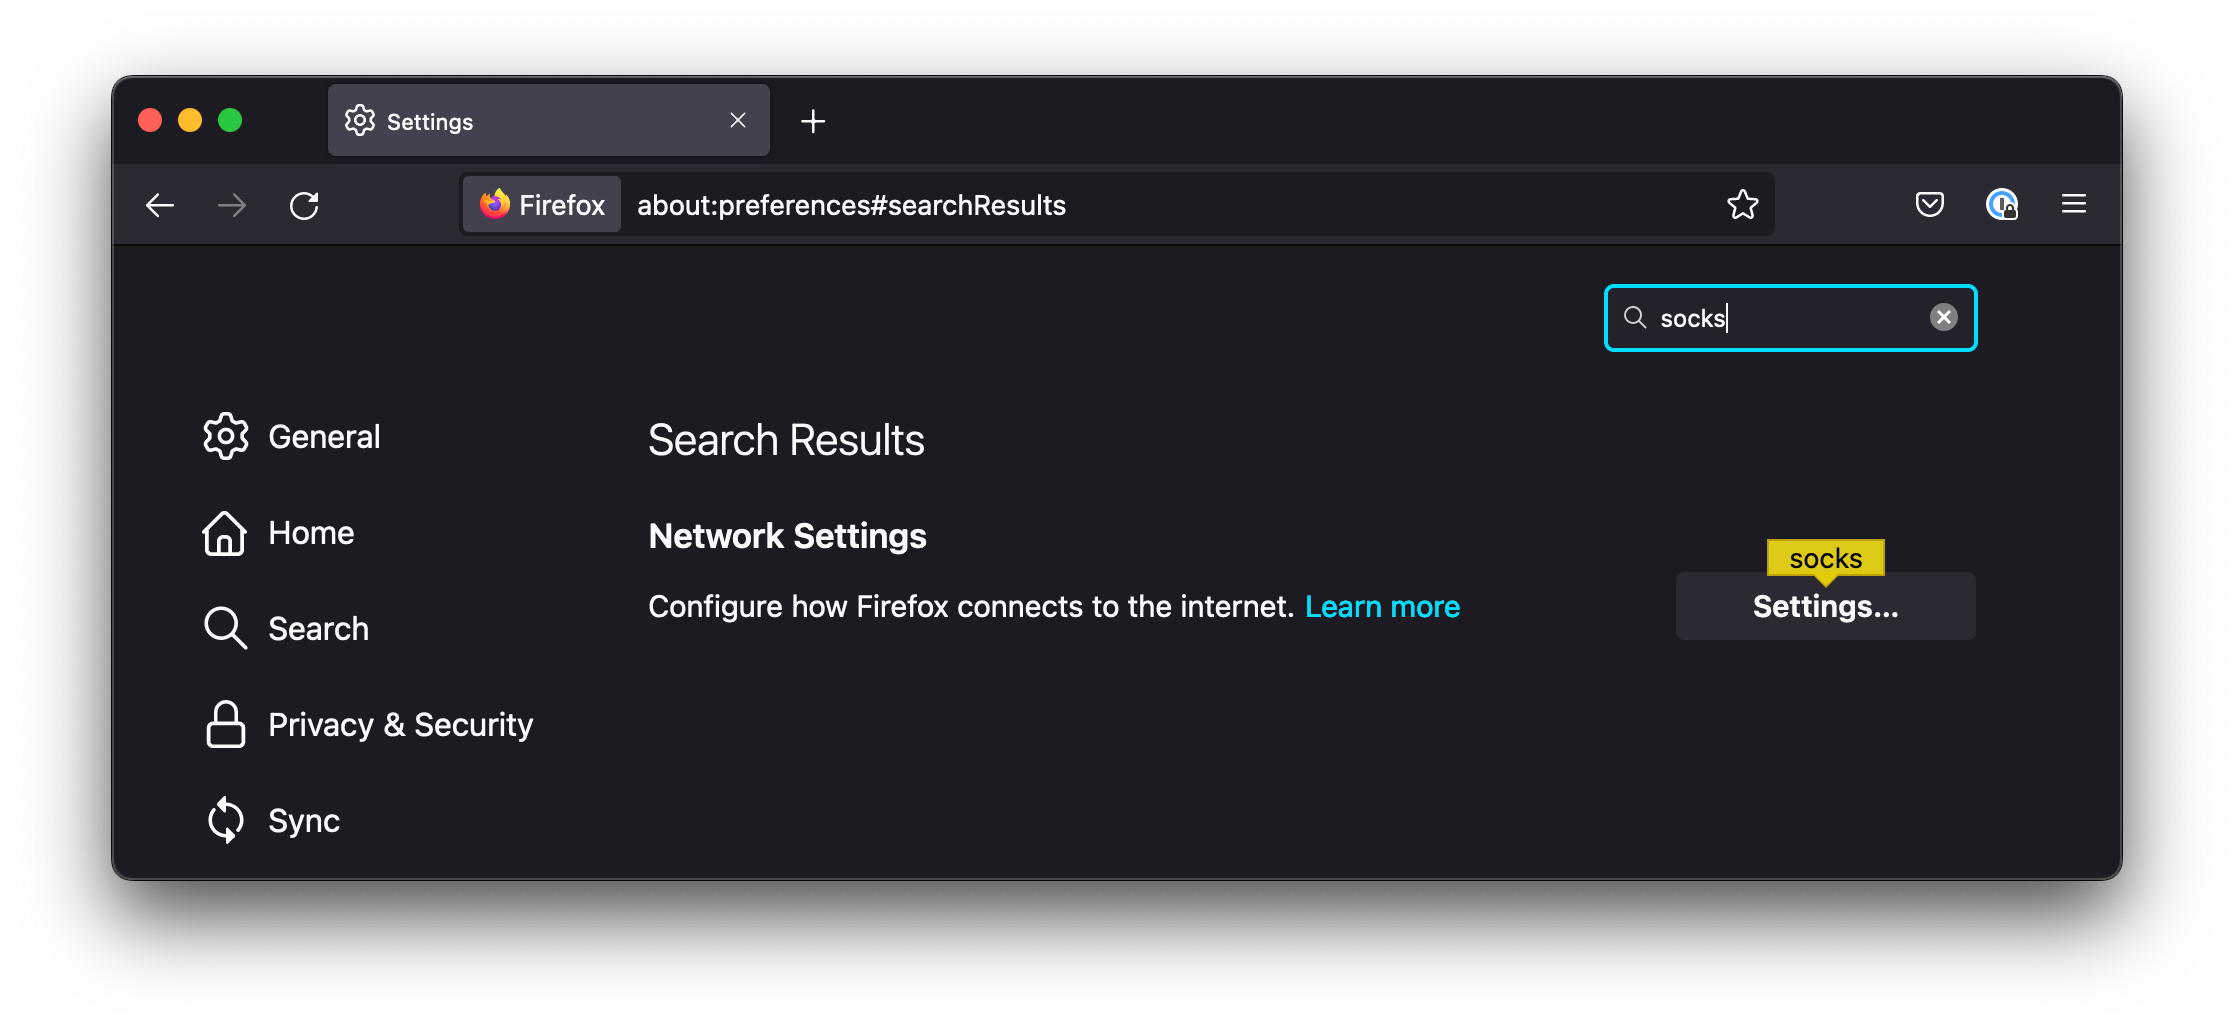 Settings
Firefox about:preferences#searchResults
socks
General
Home
Search
Privacy & Security
Sync
Search Results
Network Settings
Configure how Firefox connects to the internet. Learn more
socks
Settings...